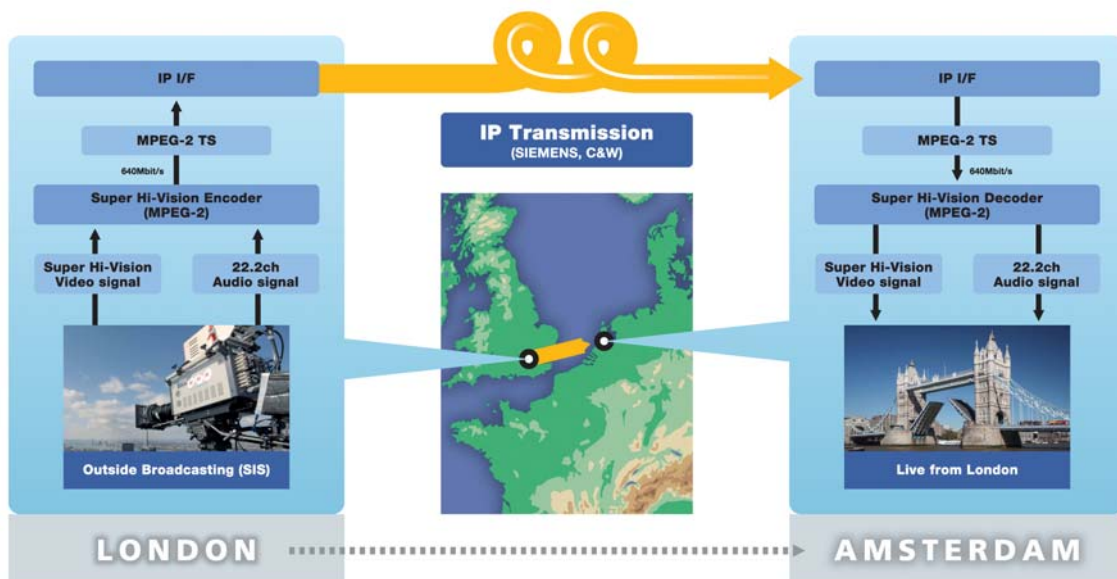 IP I/F
MPEG-2 TS
640Mbit/s
Super Hi-Vision Encoder
(MPEG-2)
Super Hi-Vision
Video signal
22.2ch
Audio signal
Outside Broadcasting (SIS)
LONDON
IP Transmission
(SIEMENS, C&W)
IP I/F
MPEG-2 TS
640Mbit/s
Super Hi-Vision Decoder
(MPEG-2)
Super Hi-Vision
Video signal
22.2ch
Audio signal
Live from London
AMSTERDAM